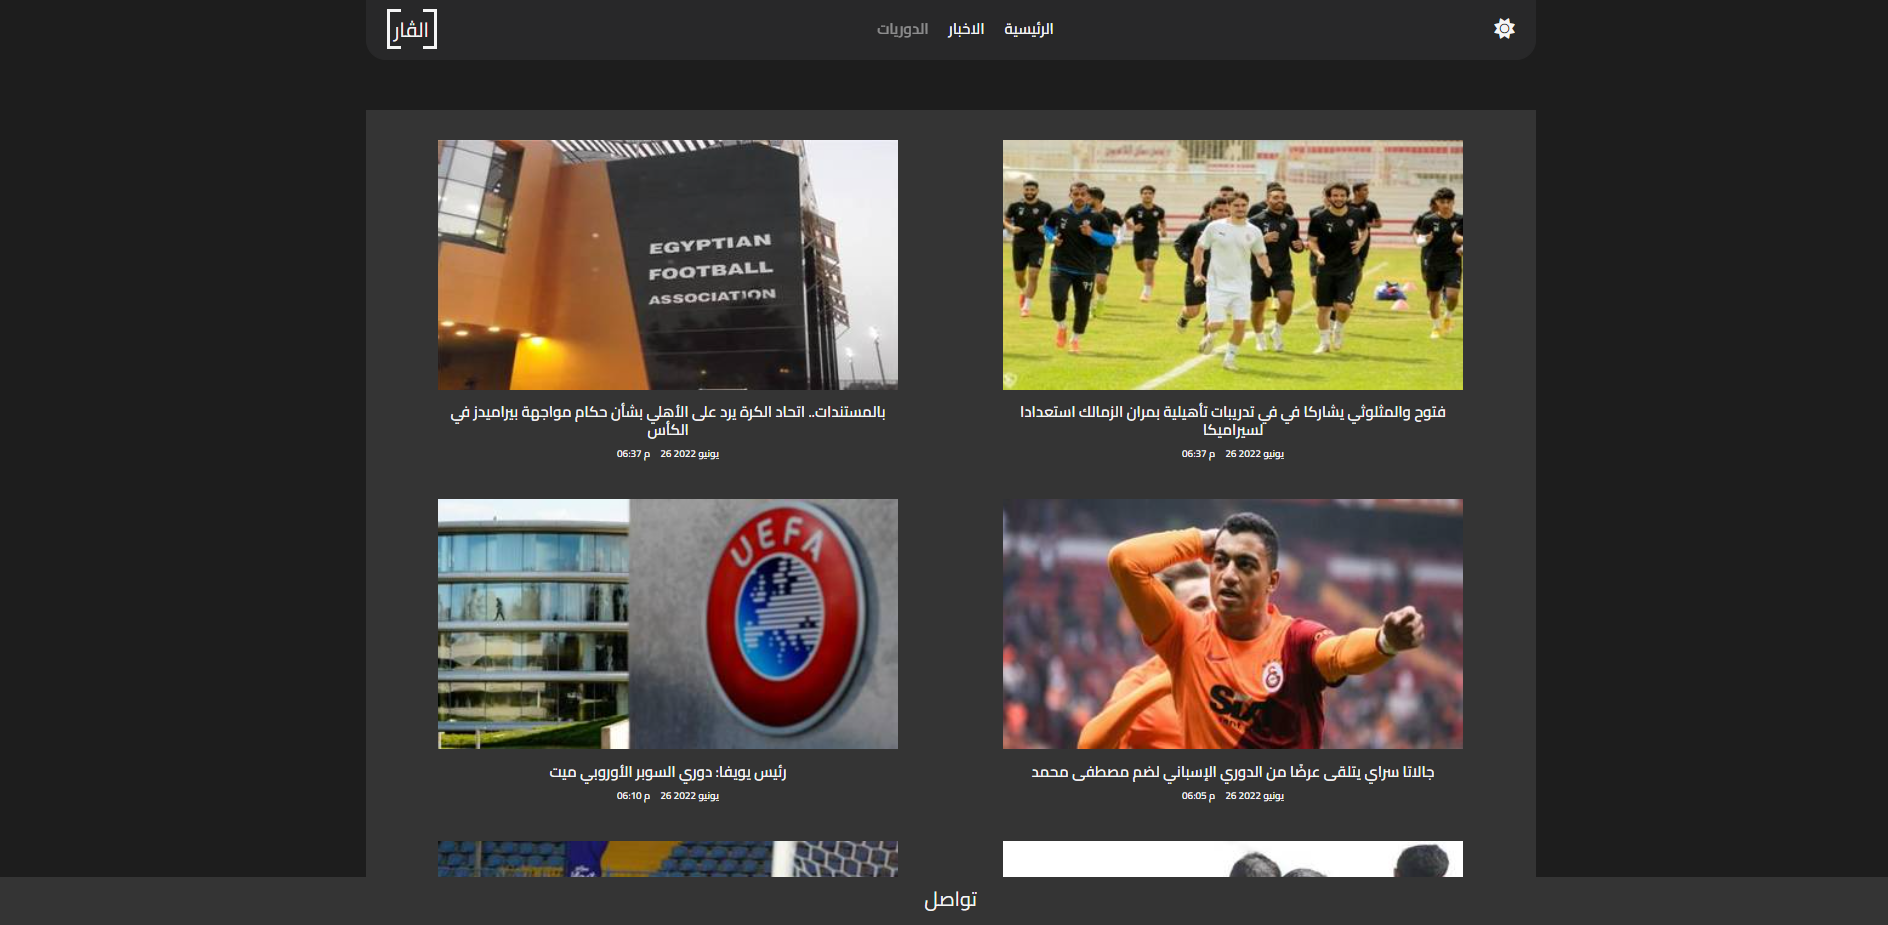 الڤار
الرئيسية
الاخبار
الدوريات
فتوح والمثلوثي يشاركا في في تدريبات تأهيلية بمران الزمالك استعدادا
لسيراميكا
26 يونيو 2022 06:37 م
EGYPTIAN
FOOTBALL
ASSOCIATION
بالمستندات.. اتحاد الكرة يرد على الأهلي بشأن حكام مواجهة بيراميدز في
الكأس
26 يونيو 2022 06:37 م
جالاتا سراي يتلقى عرضًا من الدوري الإسباني لضم مصطفى محمد
26 يونيو 2022 06:05 م
UEFA
رئيس يويفا: دوري السوبر الأوروبي ميت
26 يونيو 2022 06:10 م
تواصل